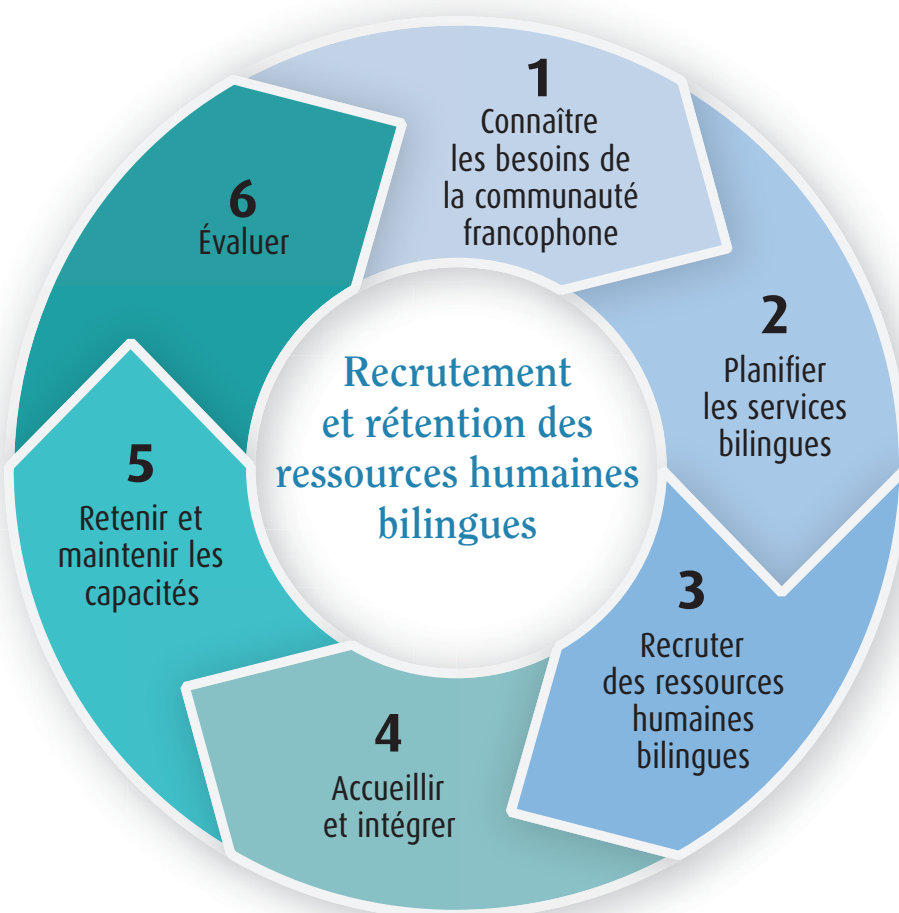 1
Connaître
les besoins de
la communauté
francophone
2
Planifier
les services
bilingues
3
Recruter
des ressources
humaines
bilingues
4
Accueillir
et intégrer
5
Retenir et
maintenir les
capacités
6
Évaluer
Recrutement
et rétention des
ressources humaines
bilingues